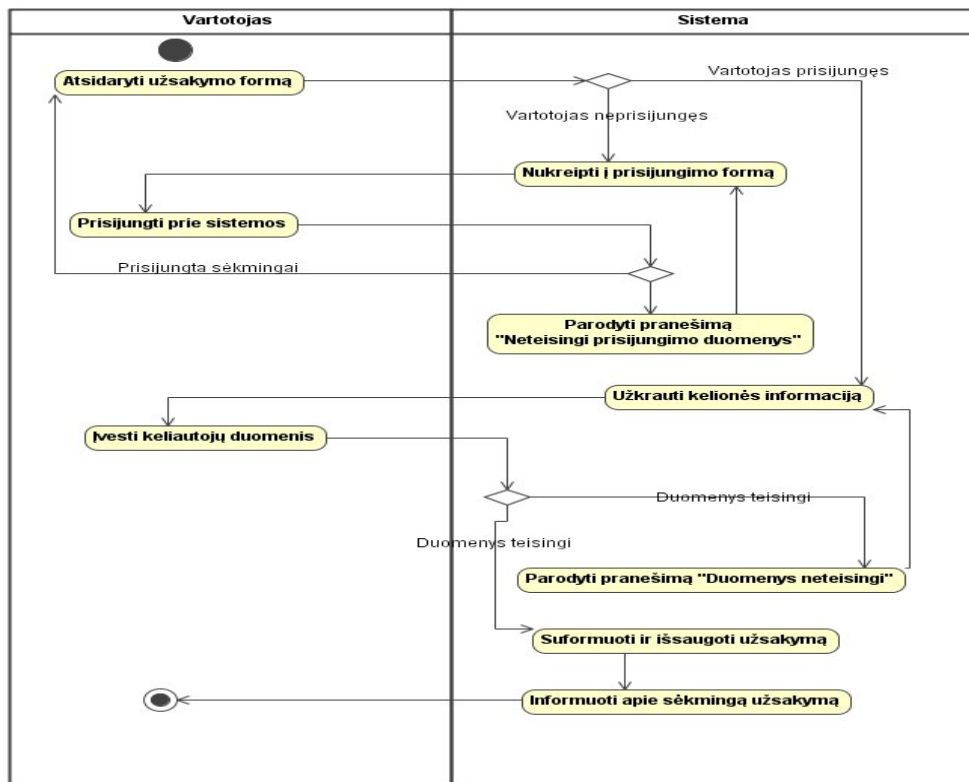 Vartotojas
Sistema
Atsidaryti užsakymo formą
Vartotojas prisijungęs
Vartotojas neprisijungęs
Nukreipti į prisijungimo formą
Prisijungti prie sistemos
Prisijungta sėkmingai
Parodyti pranešimą
"Neteisingi prisijungimo duomenys"
Užkrauti kelionės informaciją
Įvesti keliautojų duomenis
Duomenys teisingi
Duomenys teisingi
Parodyti pranešimą "Duomenys neteisingi"
Suformuoti ir išsaugoti užsakymą
Informuoti apie sėkmingą užsakymą